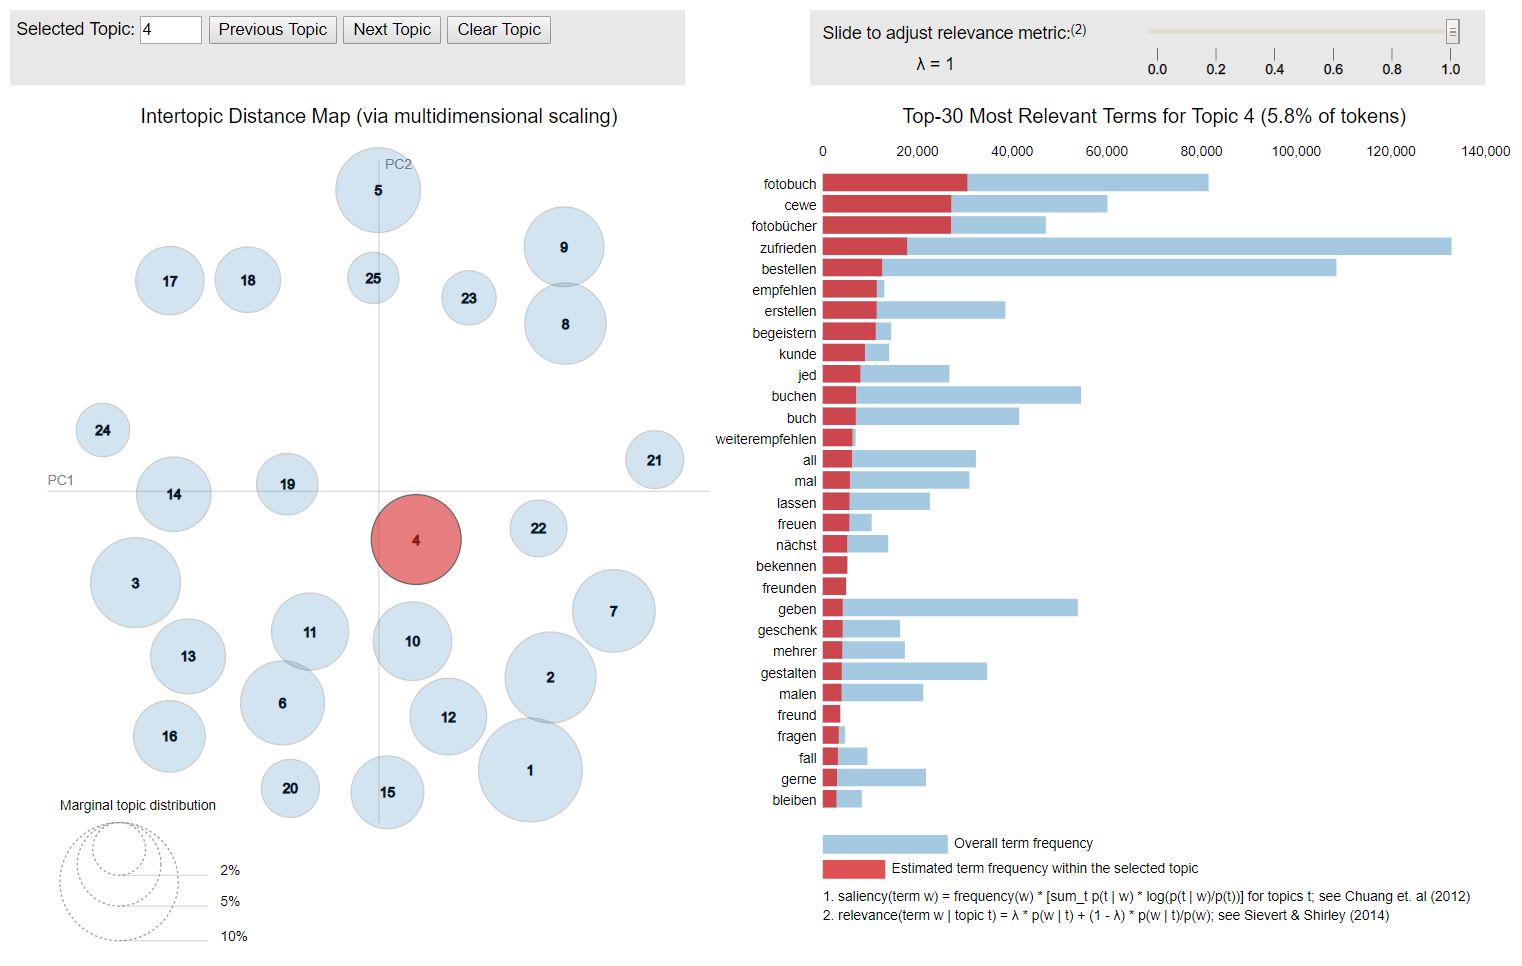 Selected Topic: 4 Previous Topic Next Topic Clear Topic
Slide to adjust relevance metric:(2)
λ = 1
0.0 0.2 0.4 0.6 0.8 1.0
Intertopic Distance Map (via multidimensional scaling)
PC2
PC1
5
9
17
18
25
23
8
24
21
19
14
22
4
3
7
11
10
13
2
6
12
16
1
20
15
Marginal topic distribution
2%
5%
10%
Top-30 Most Relevant Terms for Topic 4 (5.8% of tokens)
0 20,000 40,000 60,000 80,000 100,000 120,000 140,000
fotobuch
cewe
fotobücher
zufrieden
bestellen
empfehlen
erstellen
begeistern
kunde
jed
buchen
buch
weiterempfehlen
all
mal
lassen
freuen
nächst
bekennen
freunden
geben
geschenk
mehrer
gestalten
malen
freund
fragen
fall
gerne
bleiben
Overall term frequency
Estimated term frequency within the selected topic
1. saliency(term w) = frequency(w) * [sum_t p(t | w) * log(p(t | w)/p(t))] for topics t; see Chuang et. al (2012)
2. relevance(term w | topic t) = λ * p(w | t) + (1 - λ) * p(w | t)/p(w); see Sievert & Shirley (2014)